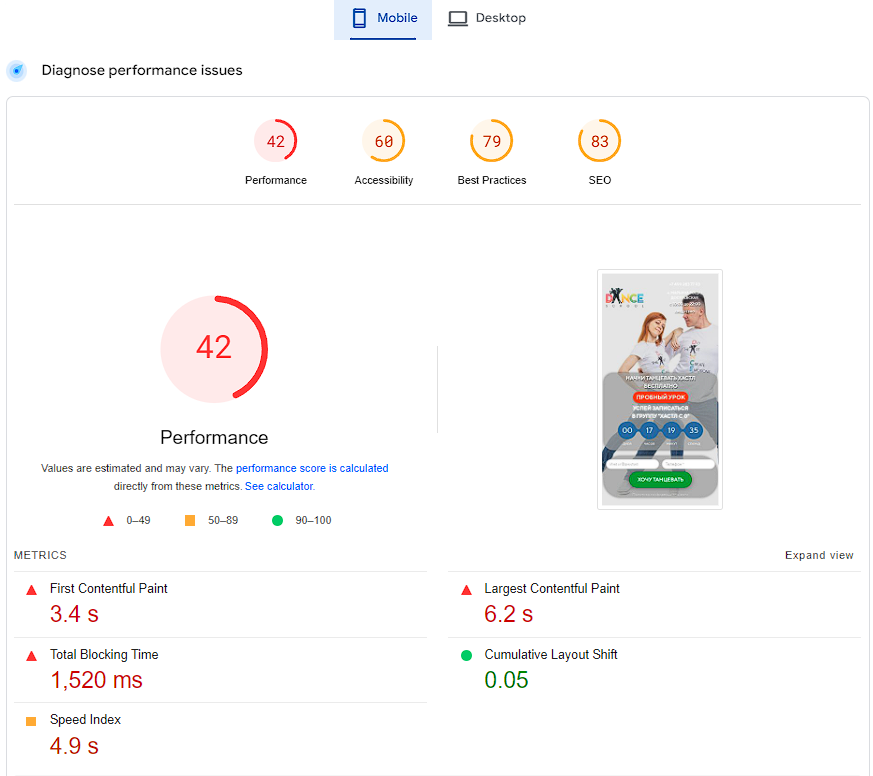 Mobile
Desktop
Diagnose performance issues
42
60
79
83
Performance
Accessibility
Best Practices
SEO
DANCE
SCHOOL
НАЧНИ ТАНЦЕВАТЬ ХАСТЛ
БЕСПЛАТНО
ПРОБНЫЙ УРОК
УСПЕЙ ЗАПИСАТЬСЯ
В ГРУППУ "ХАСТЛ С 0"
00 17 19 35
ХОЧУ ТАНЦЕВАТЬ
42
Performance
Values are estimated and may vary. The performance score is calculated
directly from these metrics. See calculator.
0–49
50–89
90–100
METRICS
Expand view
First Contentful Paint
3.4 s
Largest Contentful Paint
6.2 s
Total Blocking Time
1,520 ms
Cumulative Layout Shift
0.05
Speed Index
4.9 s